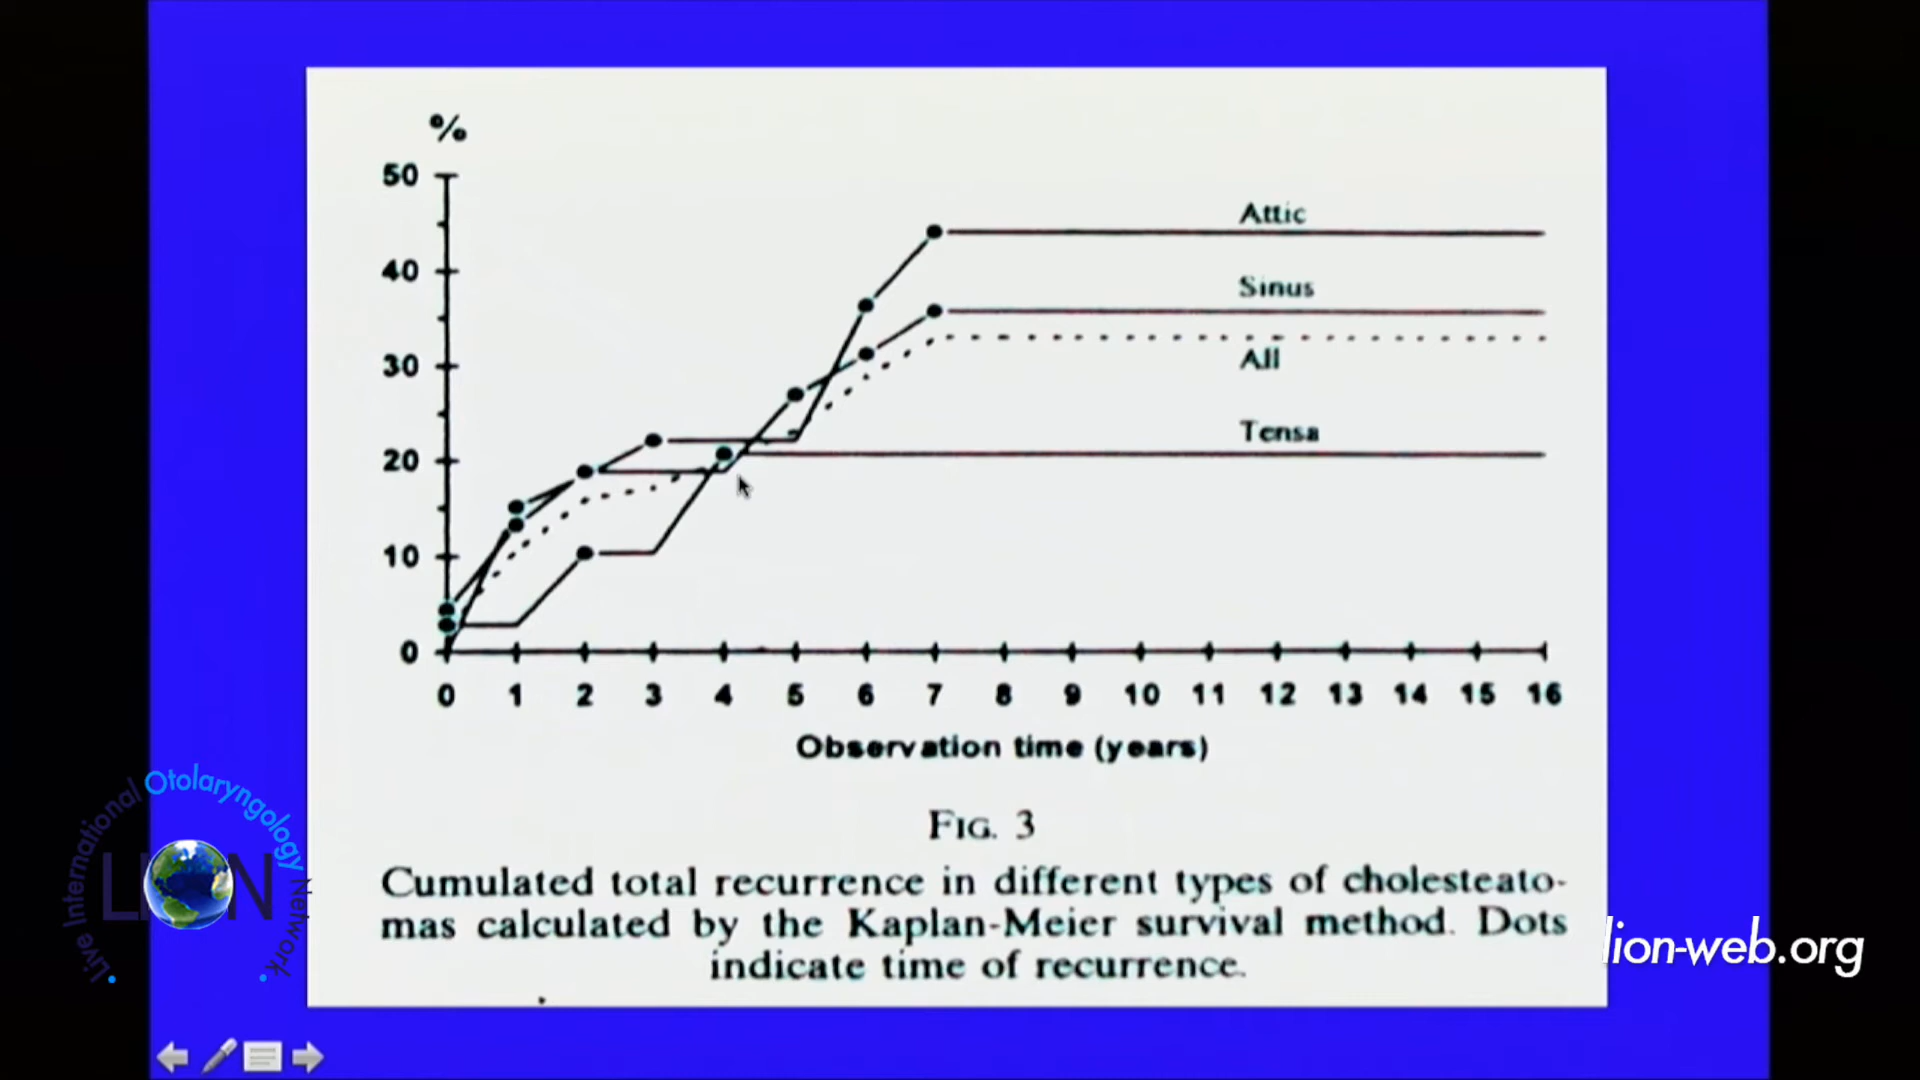 %
50
Attic
40
Sinus
30
All
Tensa
20
10
0
0 1 2 3 4 5 6 7 8 9 10 11 12 13 14 15 16
Observation time (years)
FIG. 3
Cumulated total recurrence in different types of cholesteato-
mas calculated by the Kaplan-Meier survival method. Dots
indicate time of recurrence.
Live International Otolaryngology Network
LION
lion-web.org